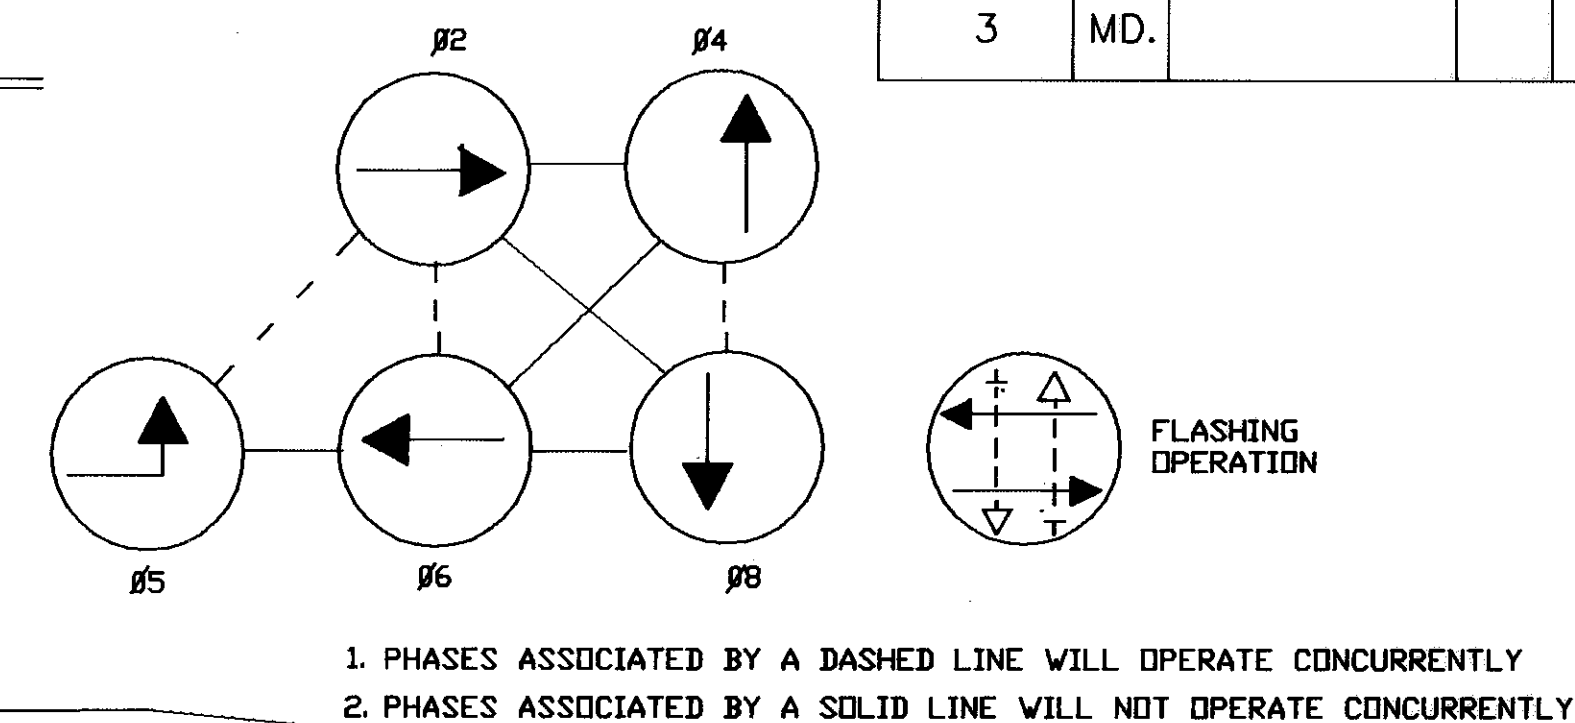 3 MD.
Ø2 Ø4
FLASHING
OPERATION
Ø5 Ø6 Ø8
1. PHASES ASSOCIATED BY A DASHED LINE WILL OPERATE CONCURRENTLY
2. PHASES ASSOCIATED BY A SOLID LINE WILL NOT OPERATE CONCURRENTLY